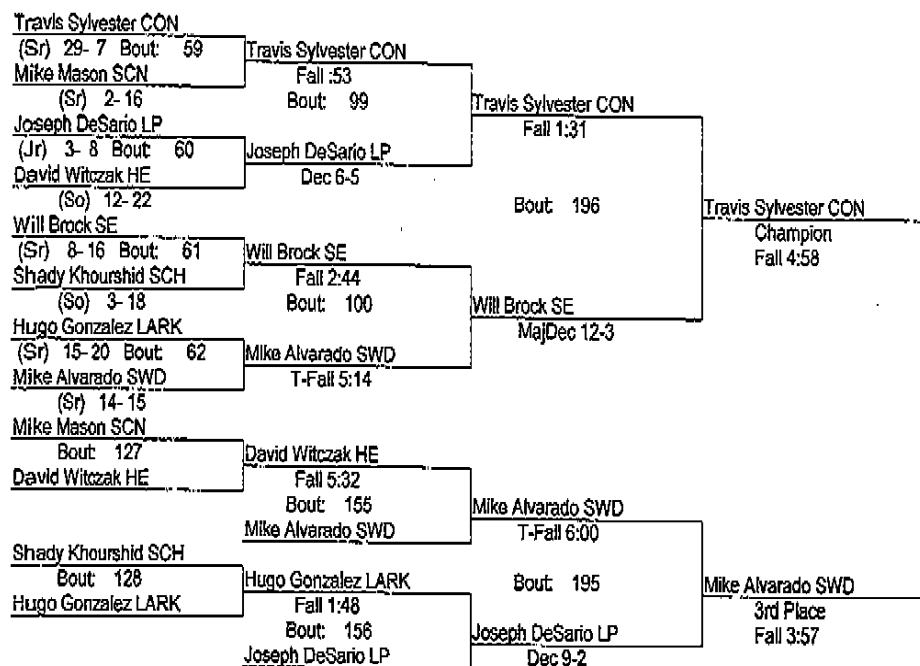 Travis Sylvester CON
(Sr) 29- 7 Bout: 59
Mike Mason SCN
(Sr) 2- 16
Joseph DeSario LP
(Jr) 3- 8 Bout: 60
David Witczak HE
(So) 12- 22
Will Brock SE
(Sr) 8- 16 Bout: 61
Shady Khourshid SCH
(So) 3- 18
Hugo Gonzalez LARK
(Sr) 15- 20 Bout: 62
Mike Alvarado SWD
(Sr) 14- 15
Mike Mason SCN
Bout: 127
David Witczak HE
Shady Khourshid SCH
Bout: 128
Hugo Gonzalez LARK
Travis Sylvester CON
Fall :53
Bout: 99
Joseph DeSario LP
Dec 6-5
Will Brock SE
Fall 2:44
Bout: 100
Mike Alvarado SWD
T-Fall 5:14
David Witczak HE
Fall 5:32
Bout: 155
Mike Alvarado SWD
Hugo Gonzalez LARK
Fall 1:48
Bout: 156
Joseph DeSario LP
Travis Sylvester CON
Fall 1:31
Bout: 196
Will Brock SE
MajDec 12-3
Mike Alvarado SWD
T-Fall 6:00
Bout: 195
Joseph DeSario LP
Dec 9-2
Travis Sylvester CON
Champion
Fall 4:58
Mike Alvarado SWD
3rd Place
Fall 3:57